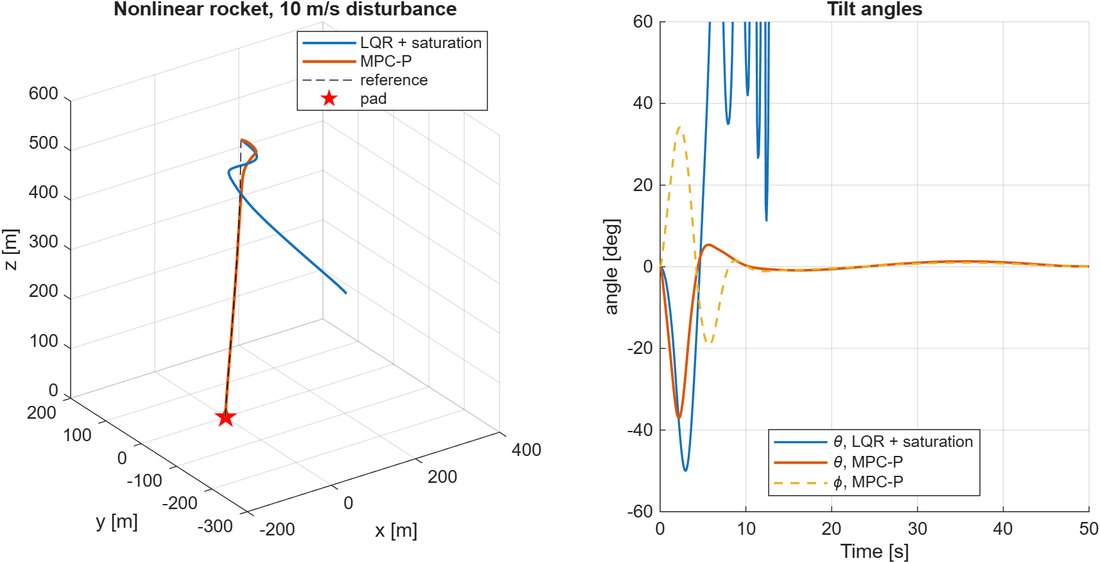 Nonlinear rocket, 10 m/s disturbance
LQR + saturation
MPC-P
reference
pad
600
500
400
300
200
100
0
z [m]
200
100
0
-100
-200
-300
y [m]
-200
0
200
400
x [m]
Tilt angles
60
40
20
0
-20
-40
-60
angle [deg]
θ, LQR + saturation
θ, MPC-P
ϕ, MPC-P
0
10
20
30
40
50
Time [s]